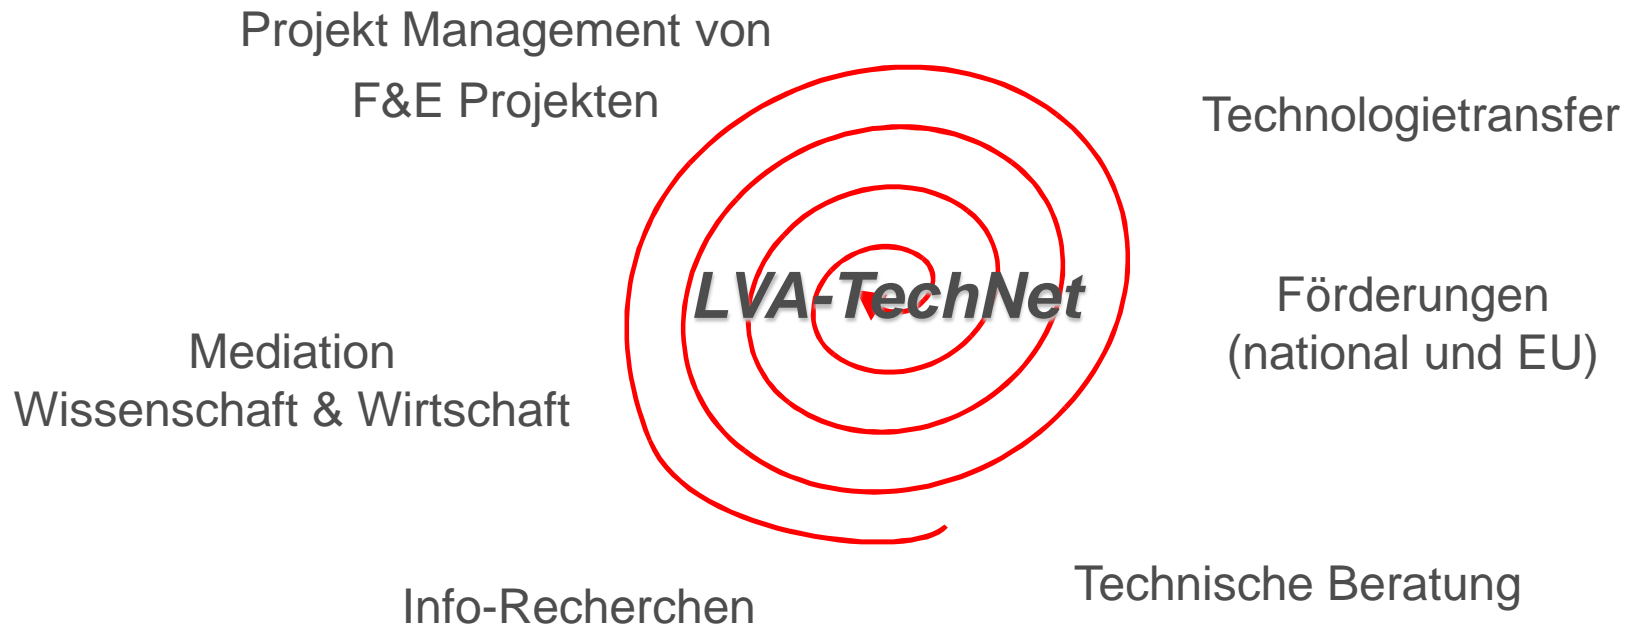 Projekt Management von
F&E Projekten
Technologietransfer
LVA-TechNet
Förderungen
(national und EU)
Mediation
Wissenschaft & Wirtschaft
Technische Beratung
Info-Recherchen